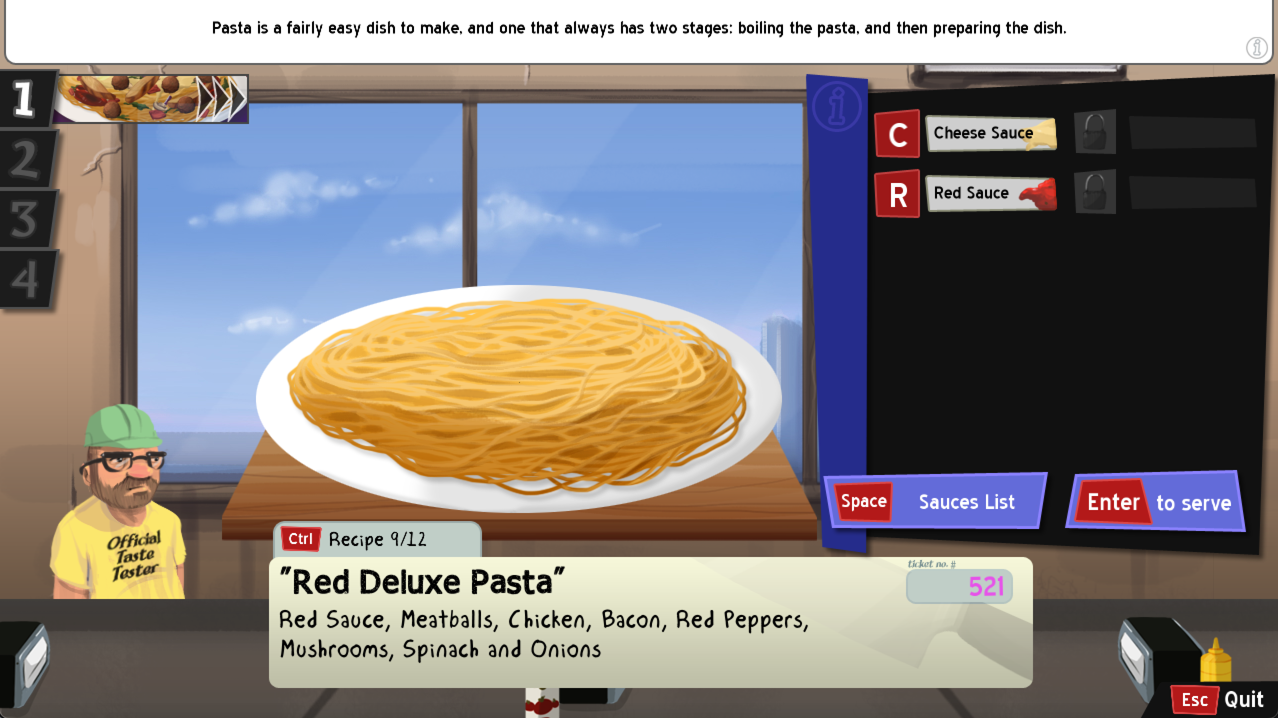 Pasta is a fairly easy dish to make, and one that always has two stages: boiling the pasta, and then preparing the dish.
1
2
3
4
C Cheese Sauce
R Red Sauce
Space Sauces List
Enter to serve
Official
Taste
Tester
Ctrl Recipe 9/12
"Red Deluxe Pasta"
ticket no. #
521
Red Sauce, Meatballs, Chicken, Bacon, Red Peppers,
Mushrooms, Spinach and Onions
Esc Quit